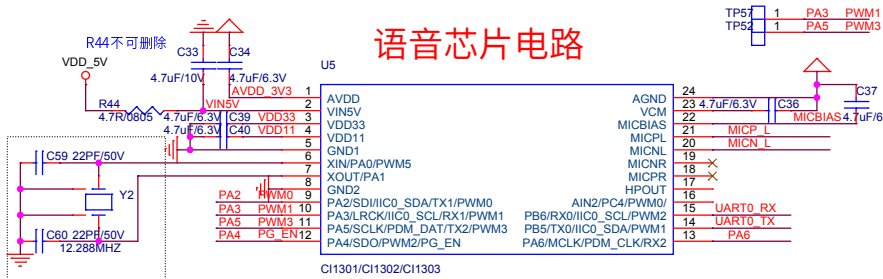 语音芯片电路
TP57 1 PA3 PWM1
TP52 1 PA5 PWM3
R44不可删除
VDD_5V
C33 C34
4.7uF/10V 4.7uF/6.3V
U5
AVDD_3V3
R44 VIN5V
4.7R/0805
4.7uF/6.3V C39 VDD33
4.7uF/6.3V C40 VDD11
1 AVDD
2 VIN5V
3 VDD33
4 VDD11
5 GND1
6 XIN/PA0/PWM5
7 XOUT/PA1
8 GND2
PA2 PWM0 9 PA2/SDI/IIC0_SDA/TX1/PWM0
PA3 PWM1 10 PA3/LRCK/IIC0_SCL/RX1/PWM1
PA5 PWM3 11 PA5/SCLK/PDM_DAT/TX2/PWM3
PA4 PG_EN 12 PA4/SDO/PWM2/PG_EN
AGND 24
VCM 23 4.7uF/6.3V C36
MICBIAS 22 MICBIAS
C37
4.7uF/6
MICPL 21 MICP_L
MICNL 20 MICN_L
MICNR 19
MICPR 18
HPOUT 17
AIN2/PC4/PWM0/ 16
PB6/RX0/IIC0_SCL/PWM2 15 UART0_RX
PB5/TX0/IIC0_SDA/PWM1 14 UART0_TX
PA6/MCLK/PDM_CLK/RX2 13 PA6
C59 22PF/50V
Y2
C60 22PF/50V
12.288MHZ
CI1301/CI1302/CI1303